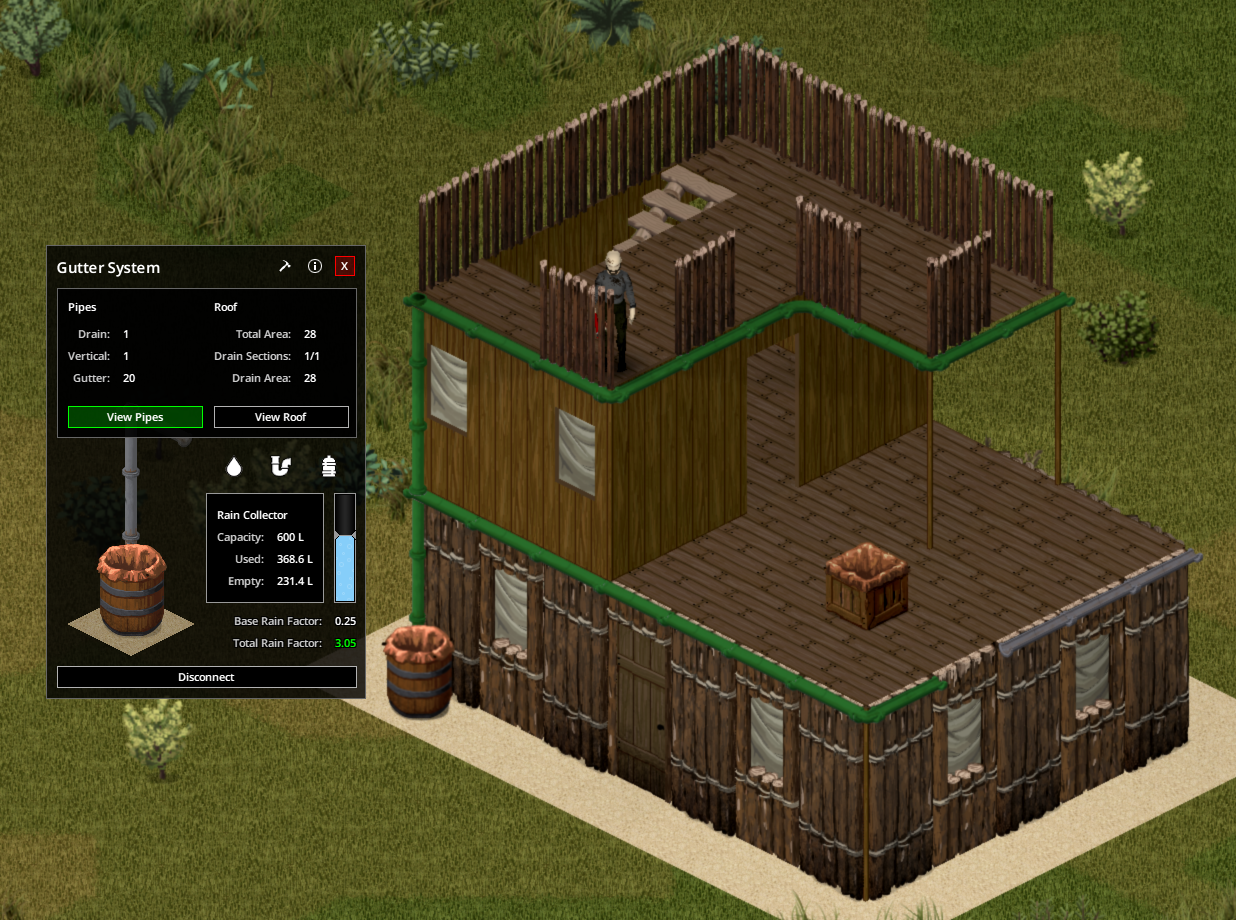 Gutter System
X
Pipes
Roof
Drain: 1
Total Area: 28
Vertical: 1
Drain Sections: 1/1
Gutter: 20
Drain Area: 28
View Pipes
View Roof
Rain Collector
Capacity: 600 L
Used: 368.6 L
Empty: 231.4 L
Base Rain Factor: 0.25
Total Rain Factor: 3.05
Disconnect